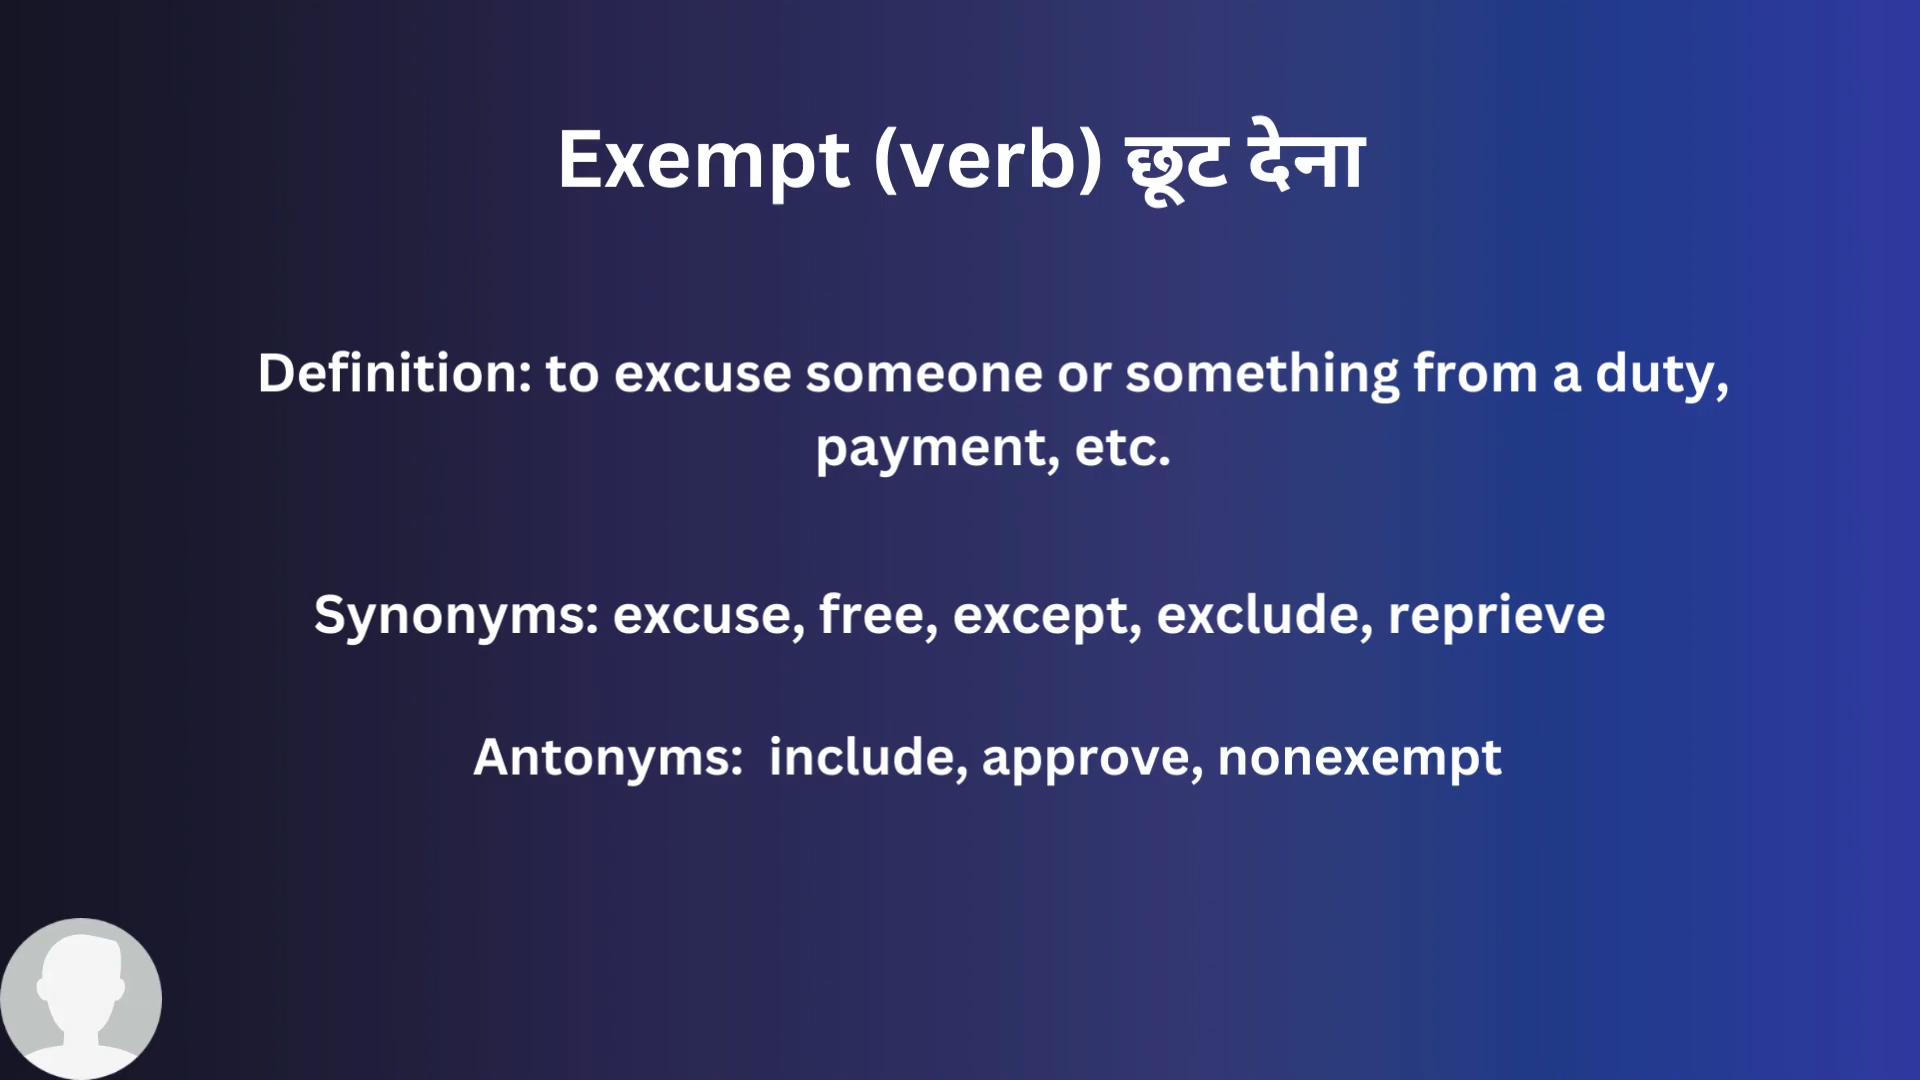 Exempt (verb) छूट देना
Definition: to excuse someone or something from a duty,
payment, etc.
Synonyms: excuse, free, except, exclude, reprieve
Antonyms:  include, approve, nonexempt